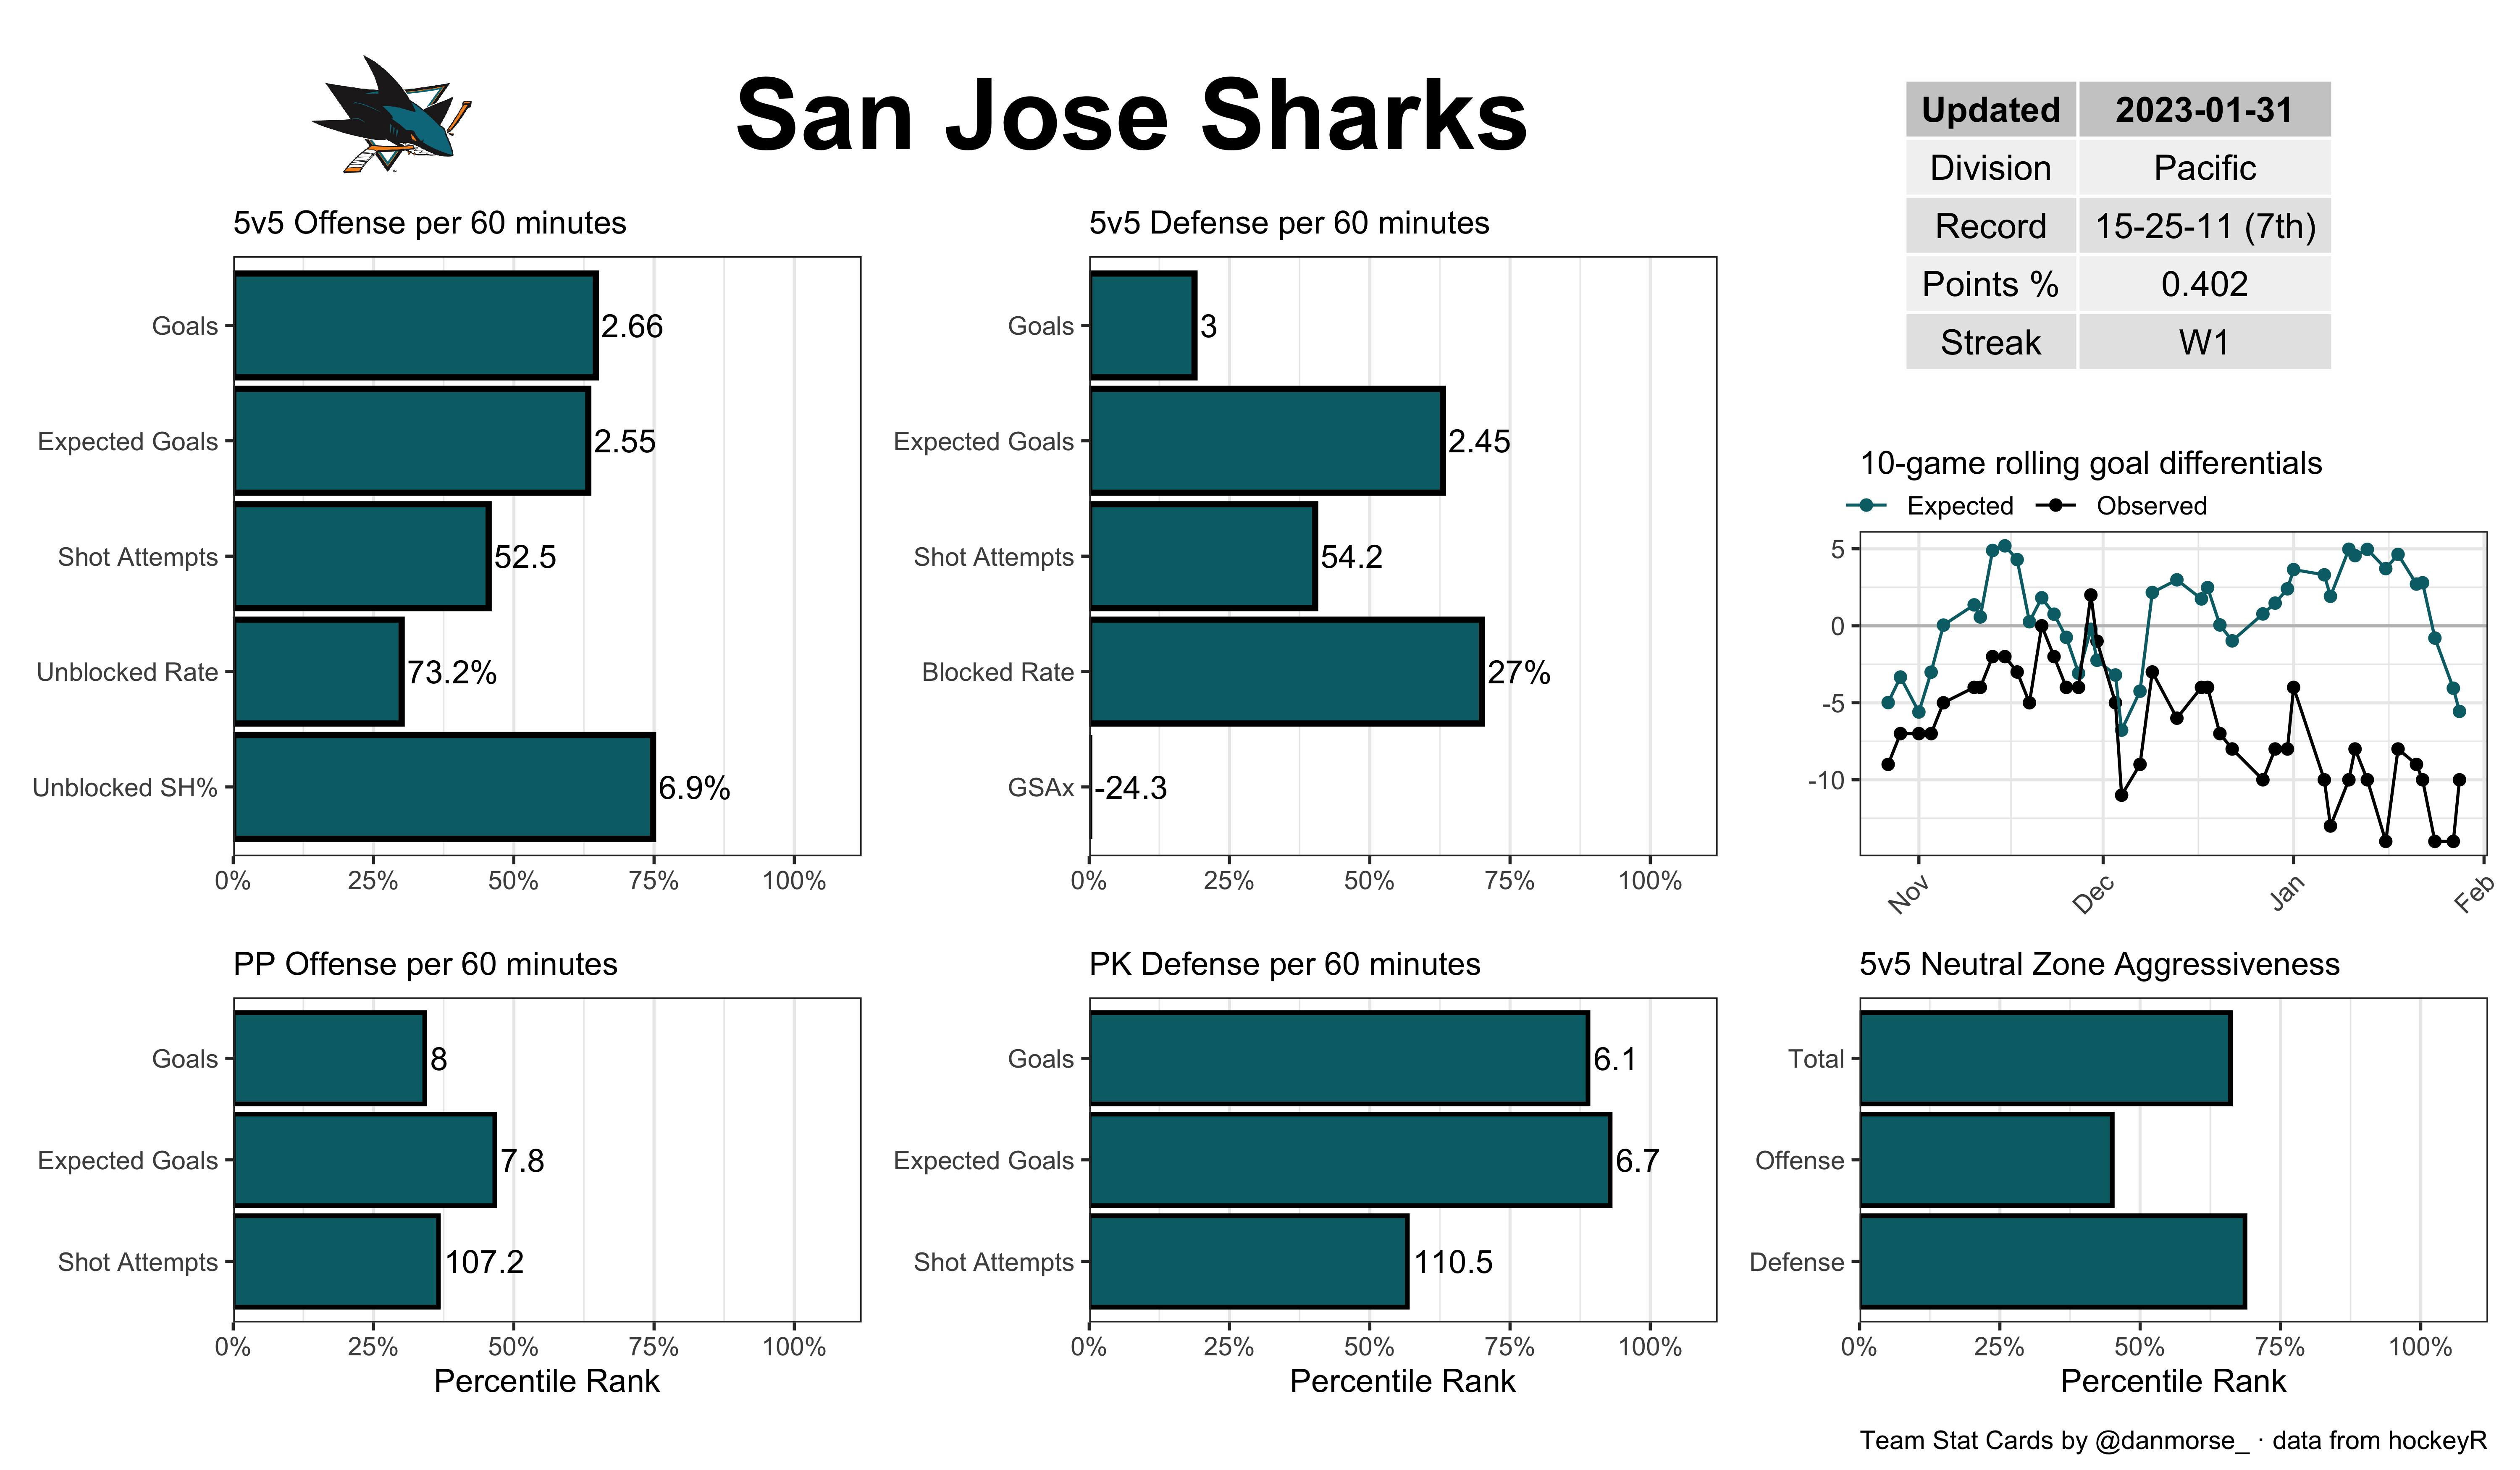 San Jose Sharks
Updated 2023-01-31
Division Pacific
Record 15-25-11 (7th)
Points % 0.402
Streak W1
5v5 Offense per 60 minutes
Goals 2.66
Expected Goals 2.55
Shot Attempts 52.5
Unblocked Rate 73.2%
Unblocked SH% 6.9%
0% 25% 50% 75% 100%
5v5 Defense per 60 minutes
Goals 3
Expected Goals 2.45
Shot Attempts 54.2
Blocked Rate 27%
GSAx -24.3
0% 25% 50% 75% 100%
10-game rolling goal differentials
Expected Observed
5
0
-5
-10
Nov Dec Jan Feb
PP Offense per 60 minutes
Goals 8
Expected Goals 7.8
Shot Attempts 107.2
0% 25% 50% 75% 100%
Percentile Rank
PK Defense per 60 minutes
Goals 6.1
Expected Goals 6.7
Shot Attempts 110.5
0% 25% 50% 75% 100%
Percentile Rank
5v5 Neutral Zone Aggressiveness
Total
Offense
Defense
0% 25% 50% 75% 100%
Percentile Rank
Team Stat Cards by @danmorse_ · data from hockeyR